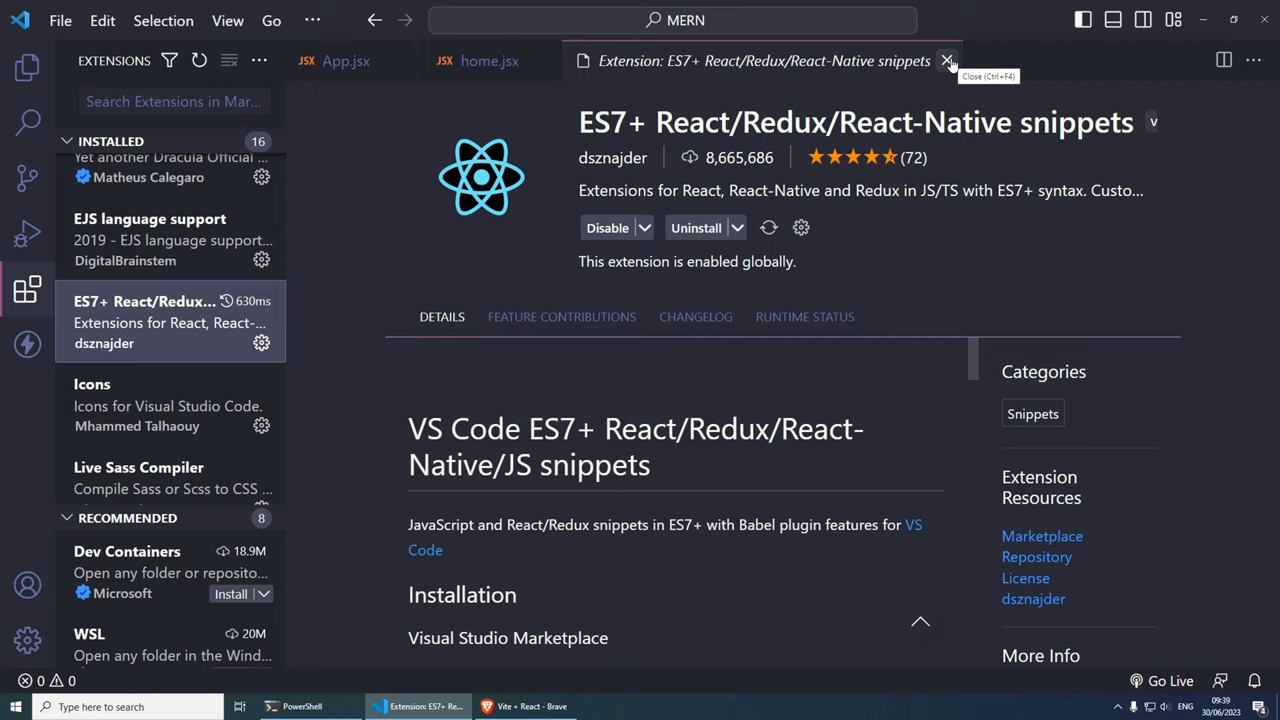 File Edit Selection View Go ··· MERN
EXTENSIONS
JSX App.jsx
JSX home.jsx
Extension: ES7+ React/Redux/React-Native snippets
Close (Ctrl+F4)
Search Extensions in Mar...
INSTALLED 16
Yet another Dracula Official ...
Matheus Calegaro
EJS language support
2019 - EJS language support...
DigitalBrainstem
ES7+ React/Redux... 630ms
Extensions for React, React-...
dsznajder
Icons
Icons for Visual Studio Code.
Mhammed Talhaouy
Live Sass Compiler
Compile Sass or Scss to CSS ...
RECOMMENDED 8
Dev Containers 18.9M
Open any folder or reposito...
Microsoft Install
WSL 20M
Open any folder in the Wind...
ES7+ React/Redux/React-Native snippets v
dsznajder 8,665,686 (72)
Extensions for React, React-Native and Redux in JS/TS with ES7+ syntax. Custo...
Disable Uninstall
This extension is enabled globally.
DETAILS FEATURE CONTRIBUTIONS CHANGELOG RUNTIME STATUS
VS Code ES7+ React/Redux/React-
Native/JS snippets
JavaScript and React/Redux snippets in ES7+ with Babel plugin features for VS
Code
Installation
Visual Studio Marketplace
Categories
Snippets
Extension
Resources
Marketplace
Repository
License
dsznajder
More Info
0 0
Go Live
Type here to search
PowerShell
Extension: ES7+ Re...
Vite + React - Brave
ENG
09:39
30/06/2023
4